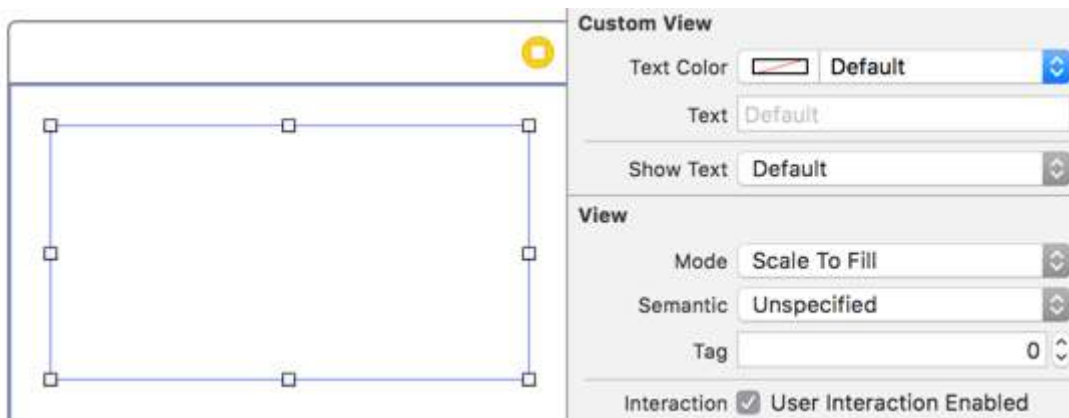 Custom View
Text Color Default
Text Default
Show Text Default
View
Mode Scale To Fill
Semantic Unspecified
Tag 0
Interaction User Interaction Enabled